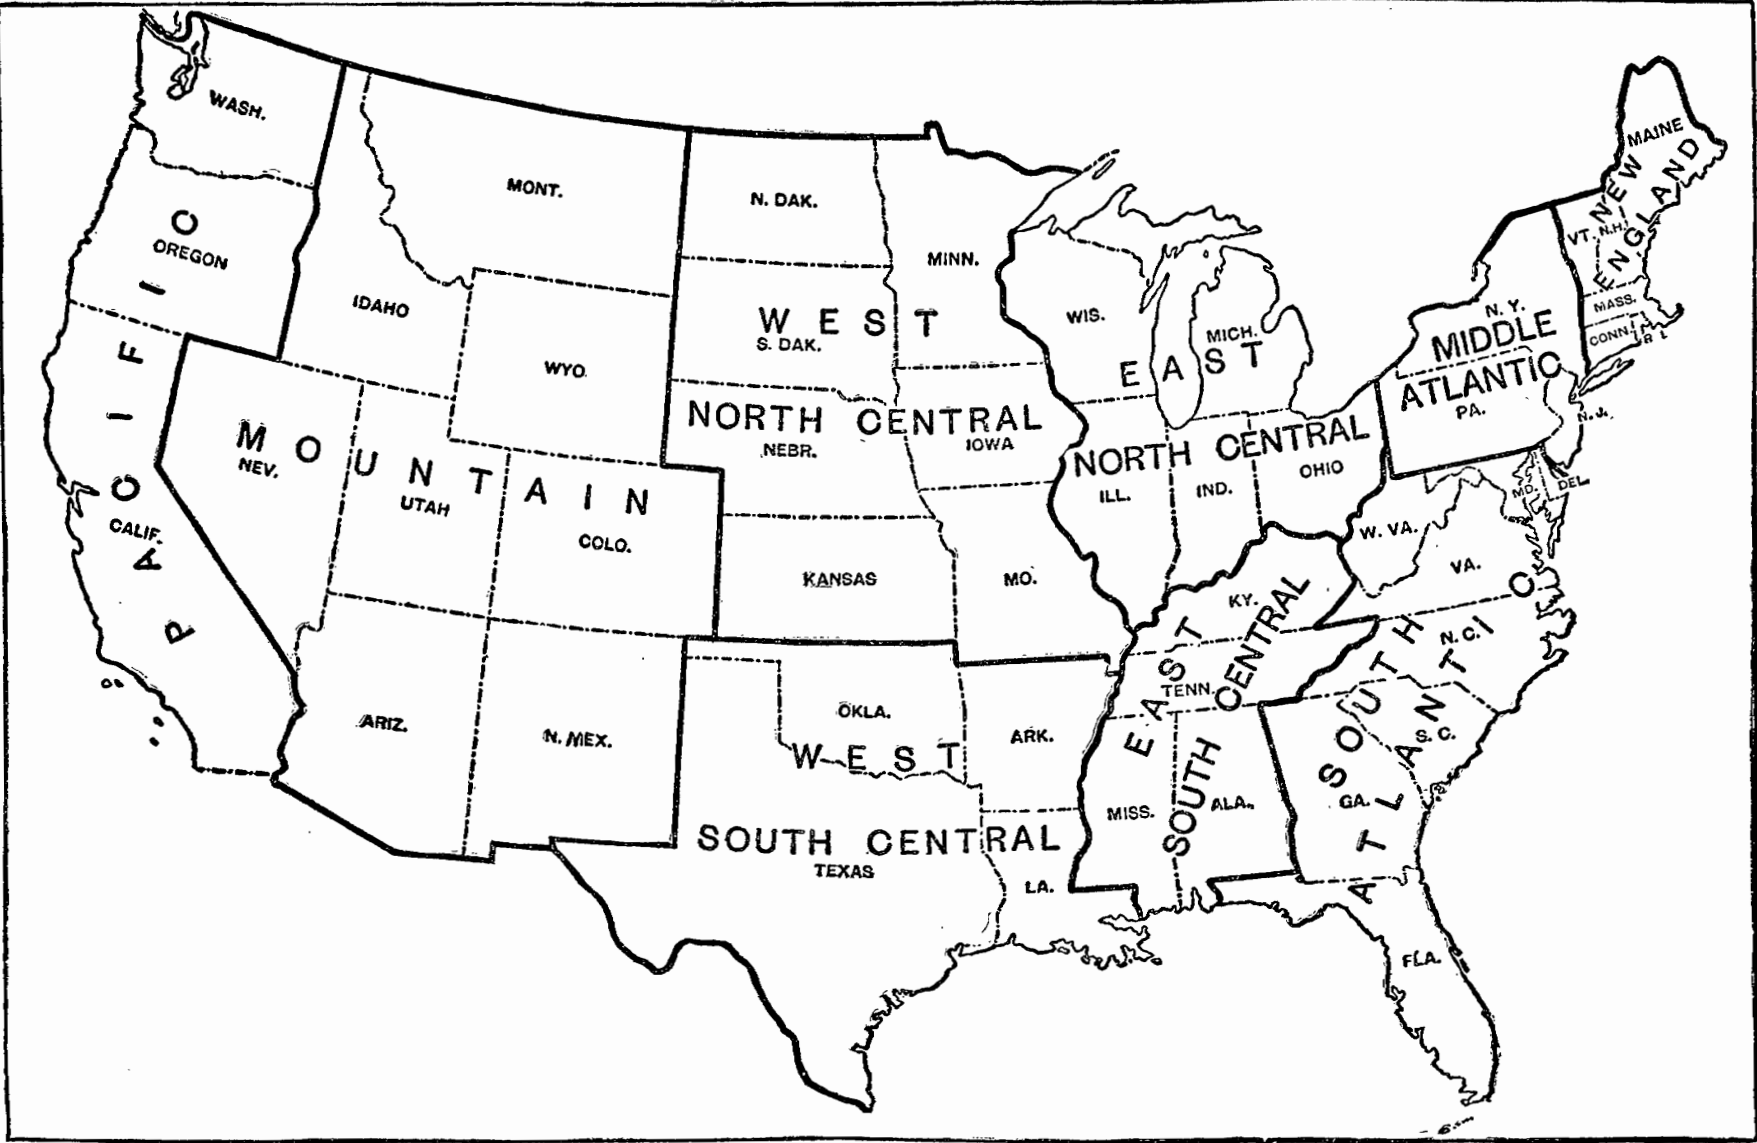 WASH.
OREGON
CALIF.
PACIFIC
MONT.
IDAHO
WYO.
NEV.
UTAH
COLO.
ARIZ.
N. MEX.
MOUNTAIN
N. DAK.
MINN.
S. DAK.
NEBR.
IOWA
KANSAS
MO.
WEST
NORTH CENTRAL
WIS.
MICH.
ILL.
IND.
OHIO
EAST
NORTH CENTRAL
OKLA.
ARK.
TEXAS
LA.
WEST
SOUTH CENTRAL
KY.
TENN.
MISS.
ALA.
EAST
SOUTH CENTRAL
W. VA.
VA.
MD.
DEL.
N. C.
S. C.
GA.
FLA.
SOUTH
ATLANTIC
N. Y.
PA.
N. J.
MIDDLE
ATLANTIC
MAINE
VT.
N.H.
MASS.
CONN.
R I.
NEW
ENGLAND